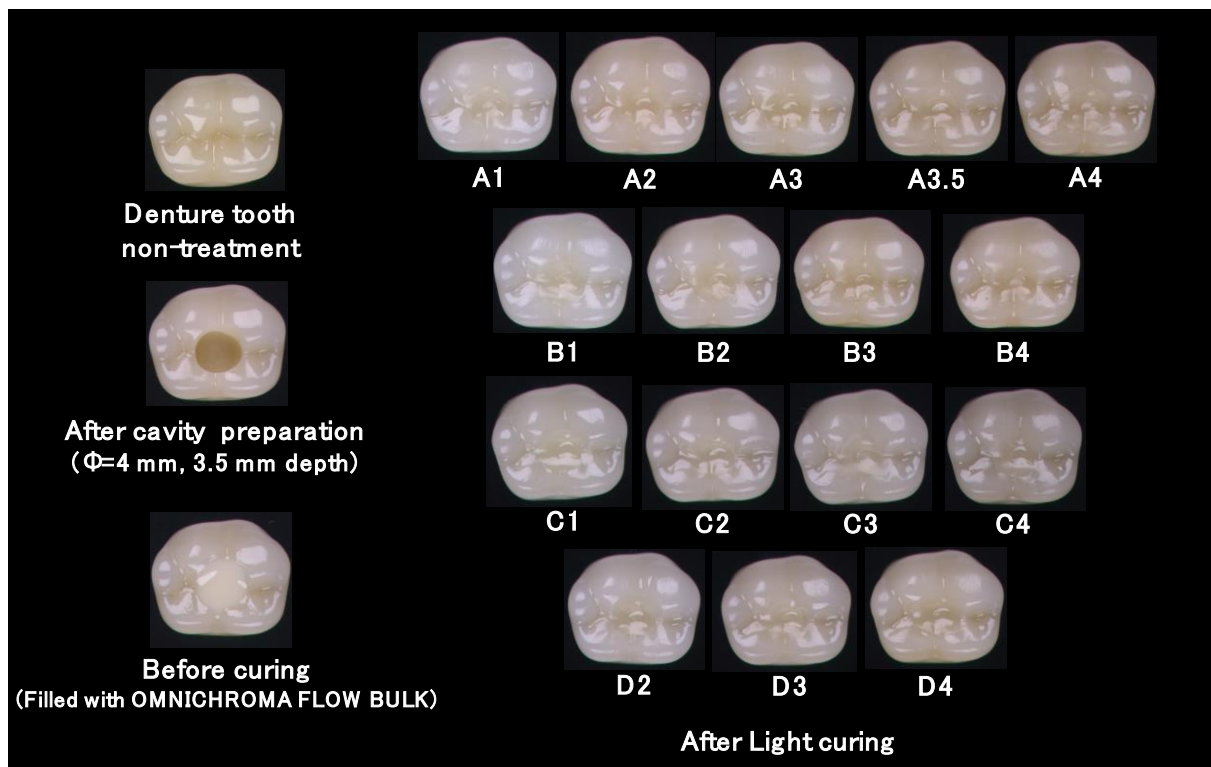 Denture tooth
non-treatment
After cavity preparation
(Φ=4 mm, 3.5 mm depth)
Before curing
(Filled with OMNICHROMA FLOW BULK)
A1 A2 A3 A3.5 A4
B1 B2 B3 B4
C1 C2 C3 C4
D2 D3 D4
After Light curing